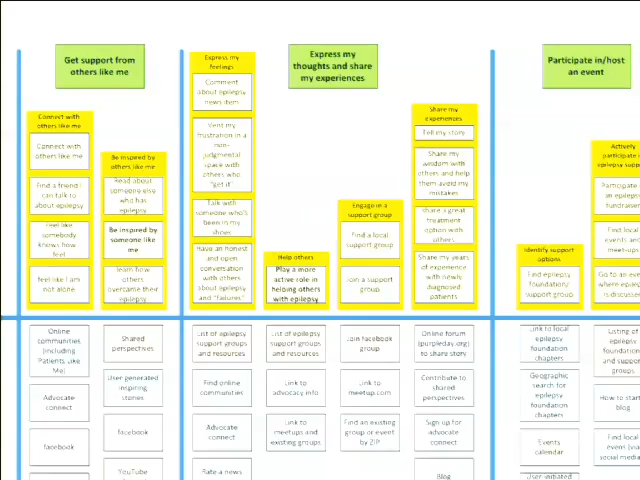 Get support from
others like me
Express my
thoughts and share
my experiences
Participate in/host
an event
Connect with
others like me
Connect with
others like me
Find a friend I
can talk to
about epilepsy
Feel like
somebody
knows how I
feel
Feel like I am
not alone
Be inspired by
others like me
Read about
someone else
who has
epilepsy
Be inspired by
someone like
me
Learn how
others
overcame their
epilepsy
Express my
feelings
Comment
about epilepsy
news item
Vent my
frustration in a
non-
judgmental
space with
others who
"get it"
Talk with
someone who's
been in my
shoes
Have an honest
and open
conversation
with others
about epilepsy
and "failures"
Help others
Play a more
active role in
helping others
with epilepsy
Engage in a
support group
Find a local
support group
Join a support
group
Share my
experiences
Tell my story
Share my
wisdom with
others and help
them avoid my
mistakes
Share a great
treatment
option with
others
Share my years
of experience
with newly
diagnosed
patients
Identify support
options
Find epilepsy
foundation/
support group
Actively
participate i
epilepsy supp
Participate
an epilepsy
fundraise
Find local
events and
meet-ups
Go to an eve
where epilep
is discusse
Online
communities
(including
Patients Like
Me)
Advocate
connect
facebook
Shared
perspectives
User generated
inspiring
stories
facebook
YouTube
List of epilepsy
support groups
and resources
Find online
communities
Advocate
connect
Rate a news
List of epilepsy
support groups
and resources
Link to
advocacy info
Link to
meetups and
existing groups
Join facebook
group
Link to
meetup.com
Find an existing
group or event
by ZIP
Online forum
(purpleday.org)
to share story
Contribute to
shared
perspectives
Sign up for
advocate
connect
Blog
Link to local
epilepsy
foundation
chapters
Geographic
search for
epilepsy
foundation
chapters
Events
calendar
User-initiated
Listing of
epilepsy
foundation
and suppo
groups
How to start
blog
Find local
events (via
social media